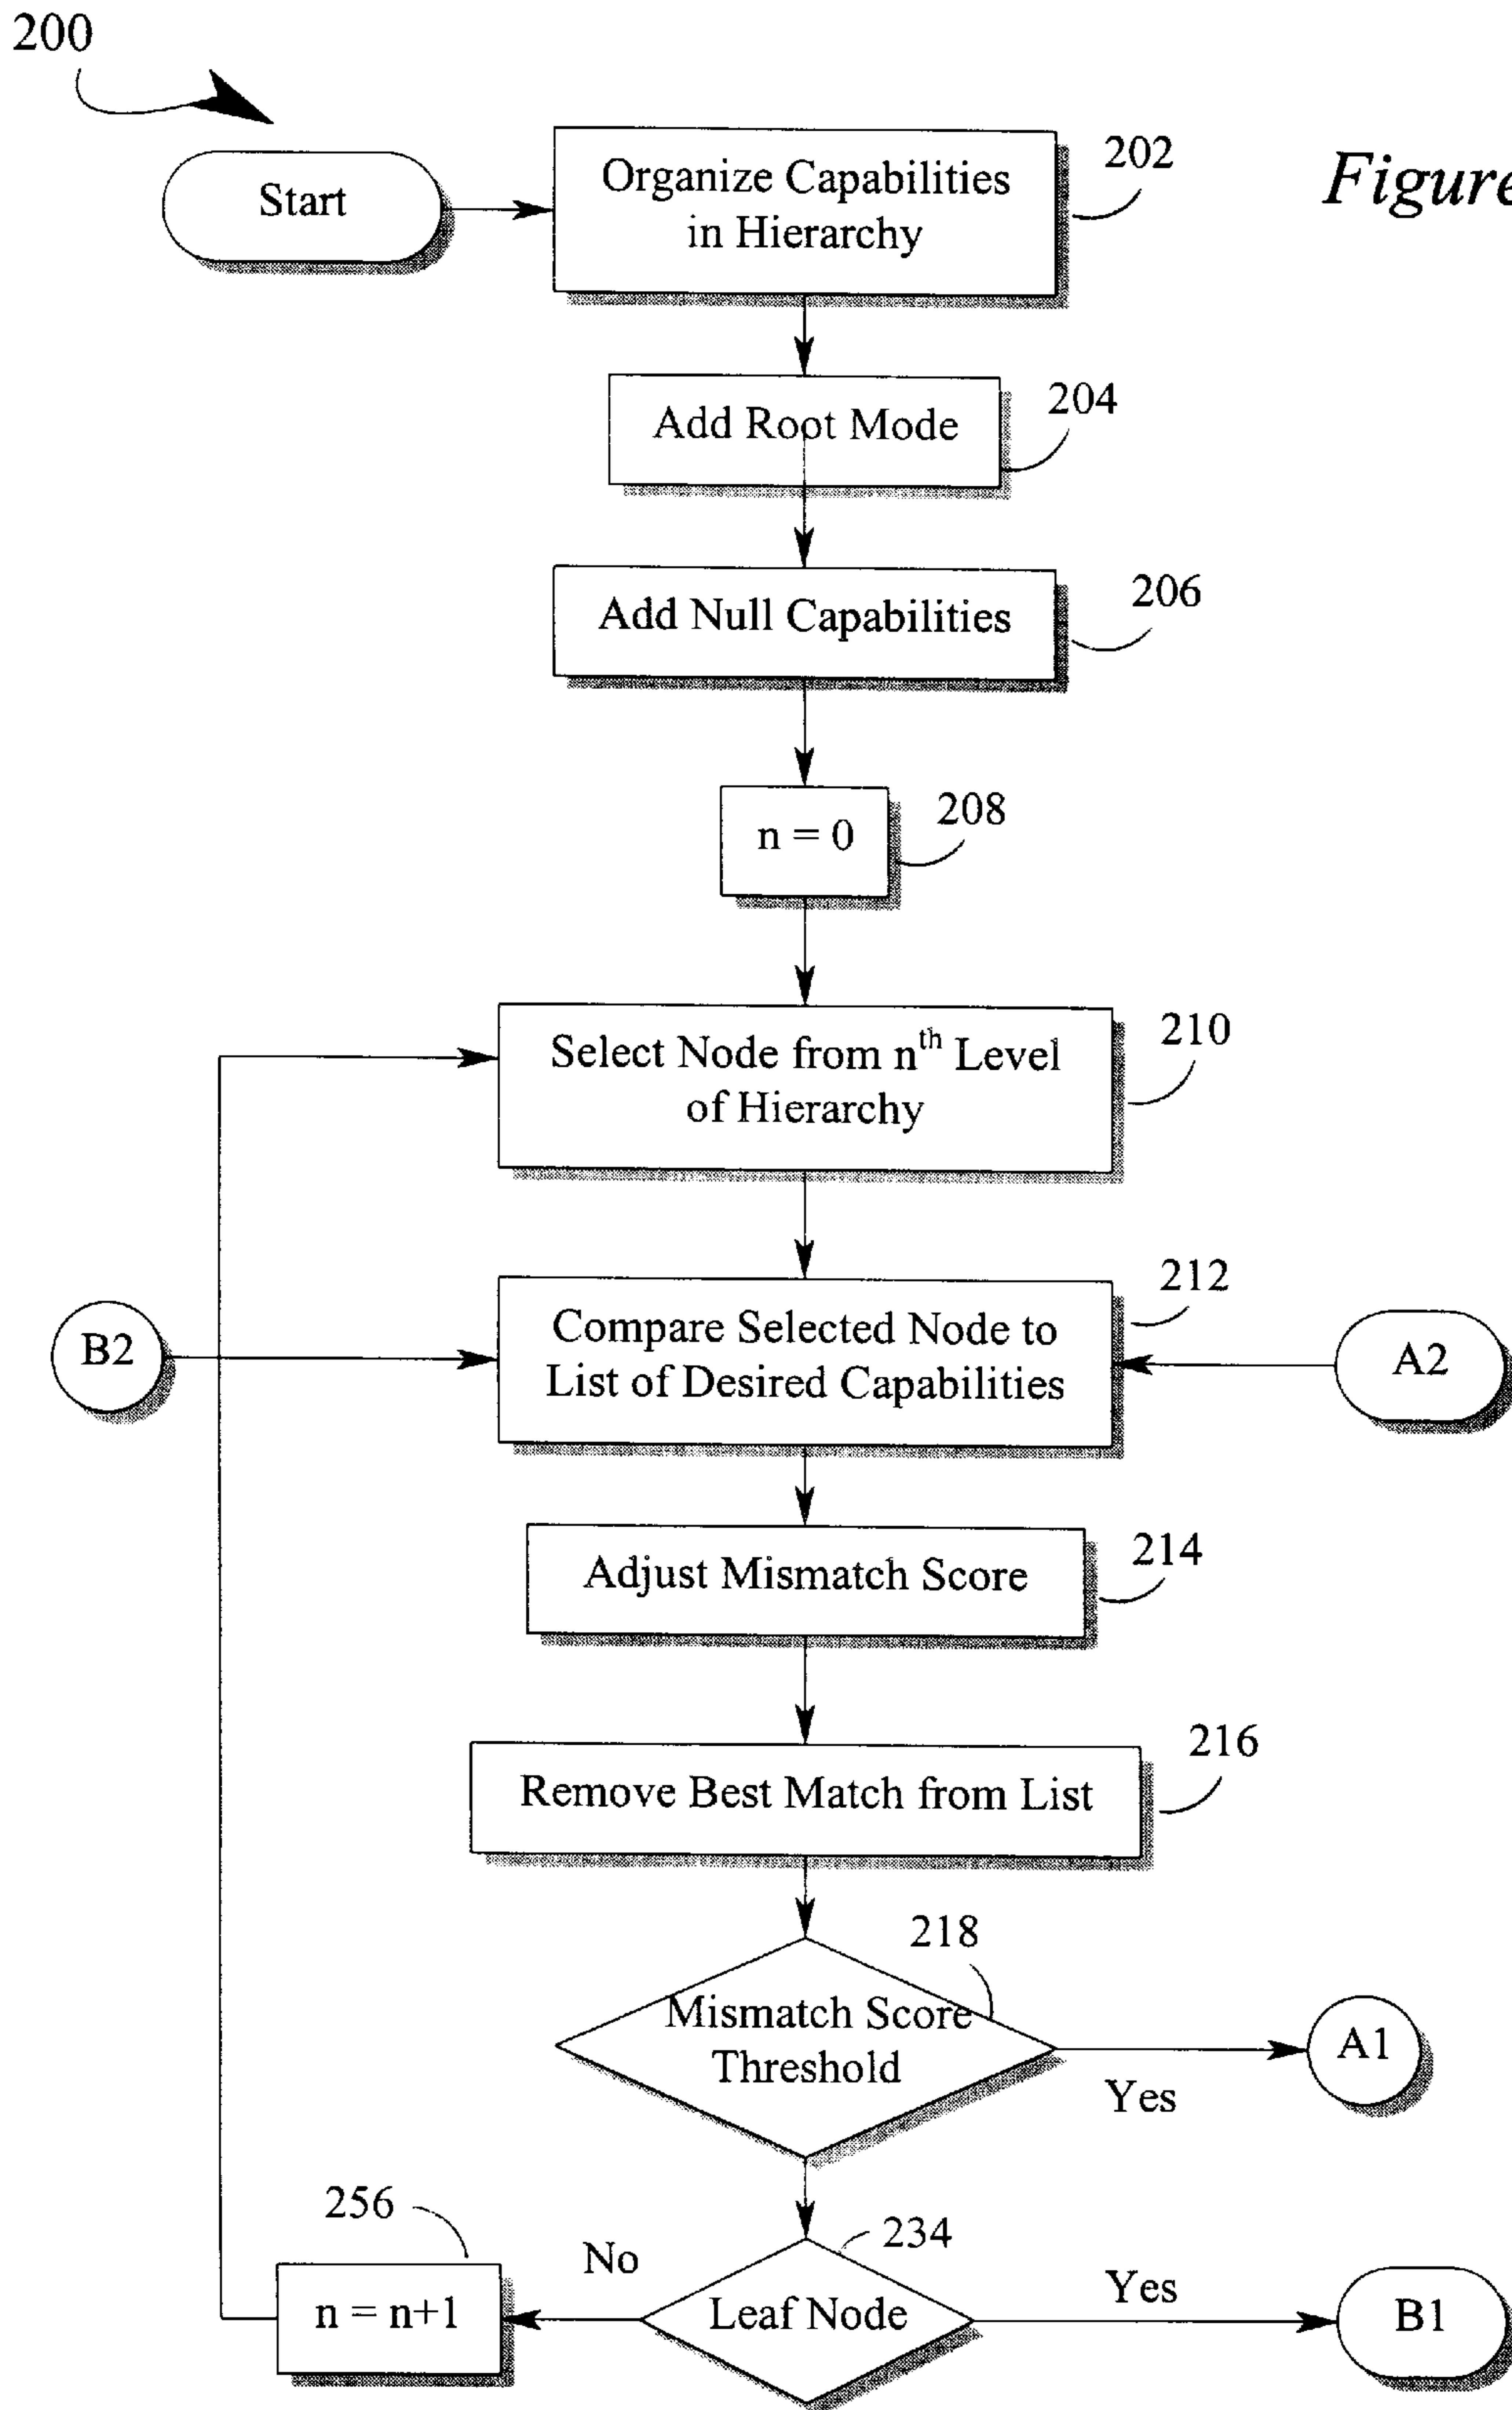 200
Start
Organize Capabilities
in Hierarchy
202
Figure
Add Root Mode
204
Add Null Capabilities
206
n = 0
208
Select Node from nth Level
of Hierarchy
210
B2
Compare Selected Node to
List of Desired Capabilities
212
A2
Adjust Mismatch Score
214
Remove Best Match from List
216
Mismatch Score
Threshold
218
Yes
A1
256
n = n+1
No
Leaf Node
234
Yes
B1